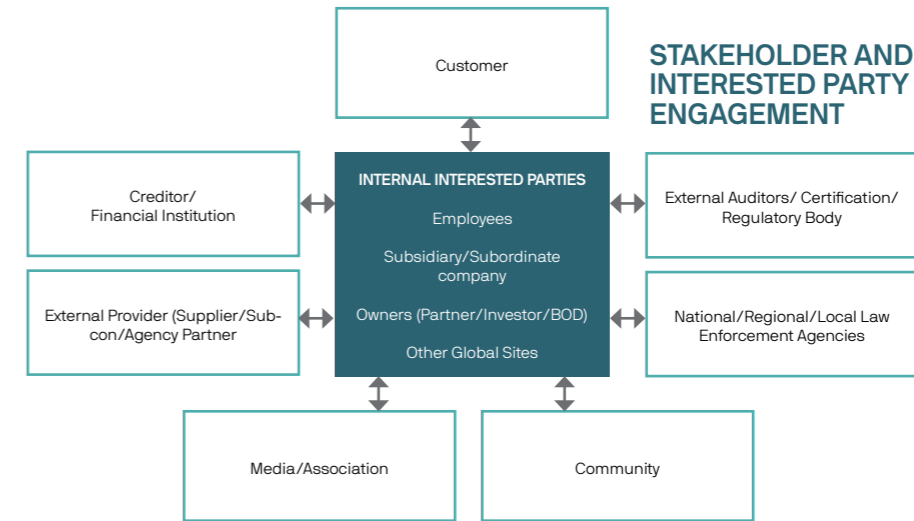 Customer
STAKEHOLDER AND
INTERESTED PARTY
ENGAGEMENT
Creditor/
Financial Institution
INTERNAL INTERESTED PARTIES
Employees
Subsidiary/Subordinate
company
Owners (Partner/Investor/BOD)
Other Global Sites
External Auditors/ Certification/
Regulatory Body
External Provider (Supplier/Sub-
con/Agency Partner
National/Regional/Local Law
Enforcement Agencies
Media/Association
Community